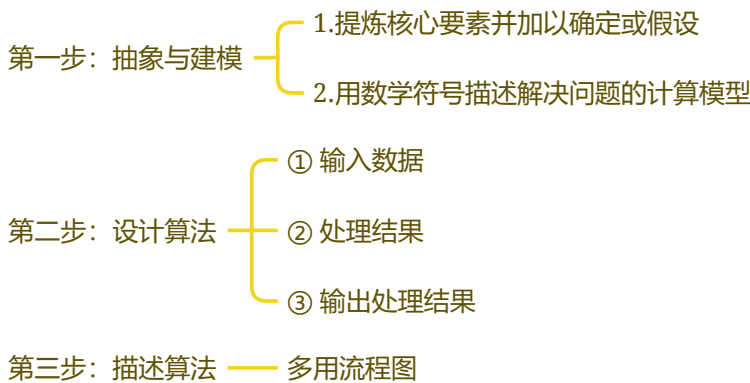 第一步：抽象与建模
1.提炼核心要素并加以确定或假设
2.用数学符号描述解决问题的计算模型
第二步：设计算法
① 输入数据
② 处理结果
③ 输出处理结果
第三步：描述算法
多用流程图